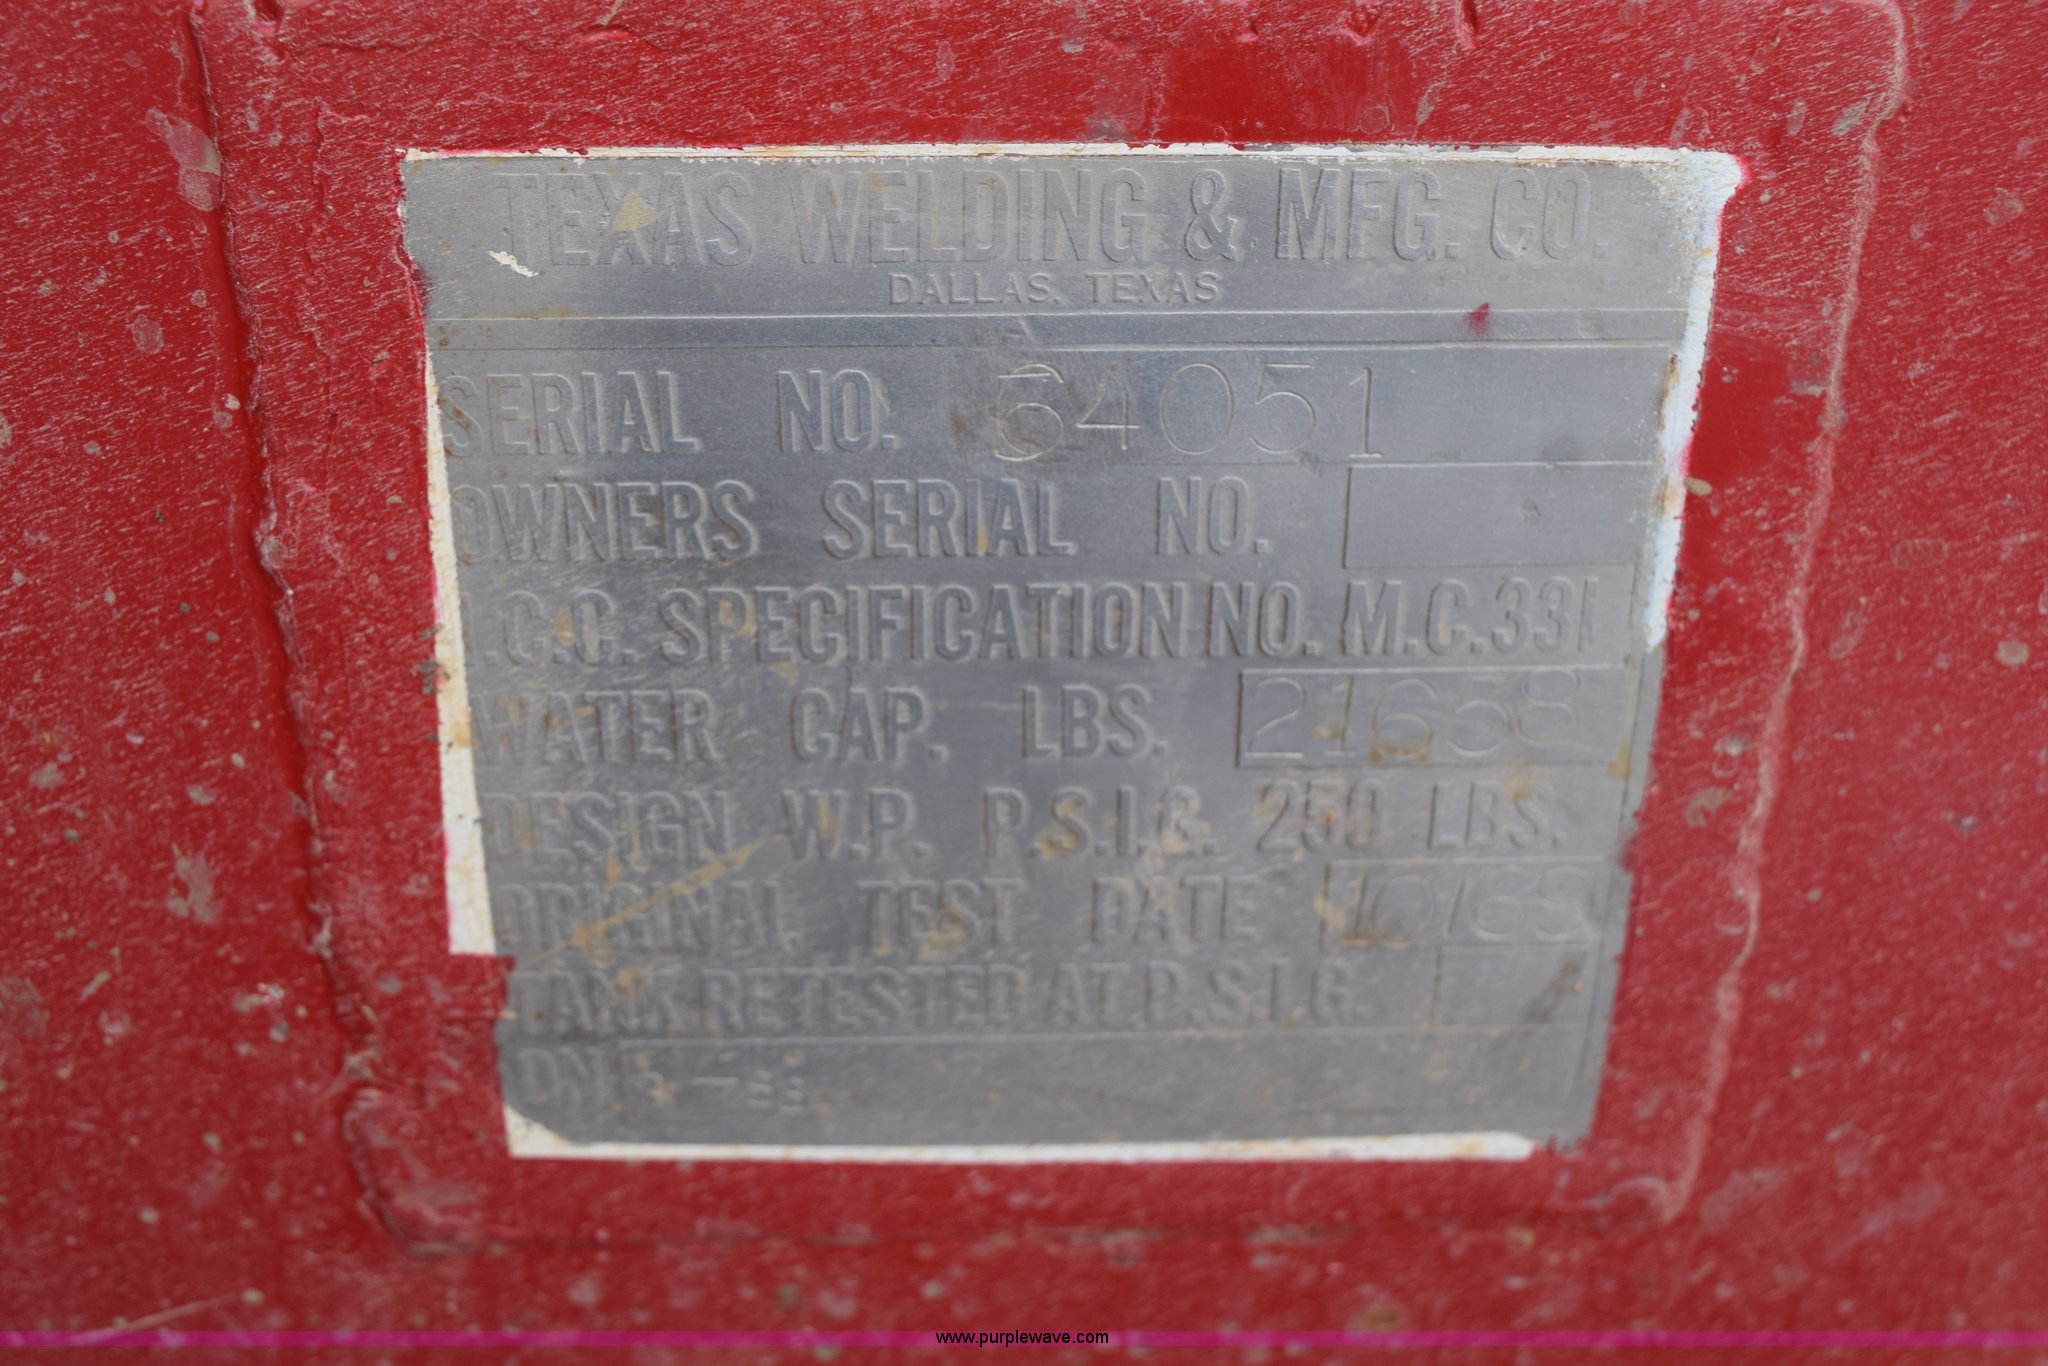 TEXAS WELDING & MFG. CO.
DALLAS, TEXAS
SERIAL NO. 64051
OWNERS SERIAL NO.
I.C.C. SPECIFICATION NO. M.C. 331
WATER CAP. LBS. 21658
DESIGN W.P. P.S.I.G. 250 LBS.
ORIGINAL TEST DATE 10/68
TANK RETESTED AT P.S.I.G.
ON
www.purplewave.com